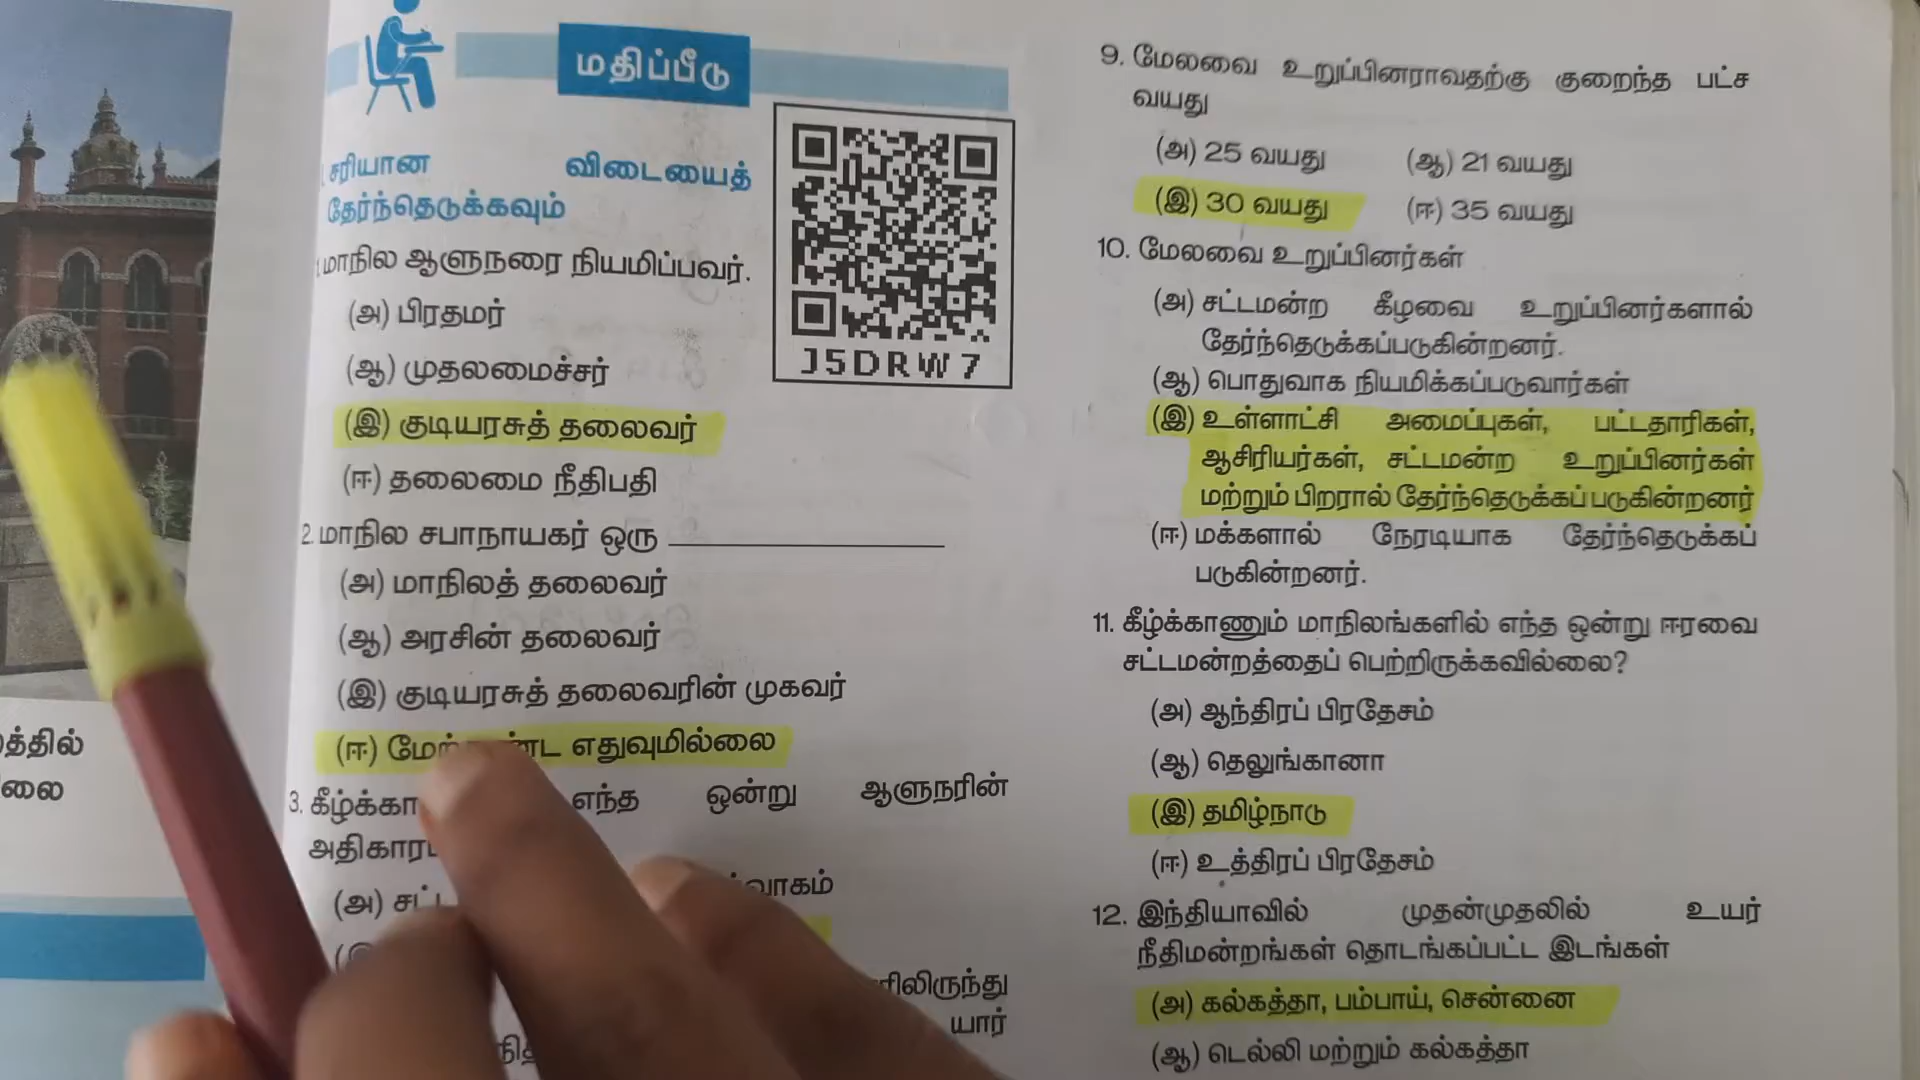 மதிப்பீடு
சரியான விடையைத்
தேர்ந்தெடுக்கவும்
மாநில ஆளுநரை நியமிப்பவர்.
(அ) பிரதமர்
(ஆ) முதலமைச்சர்
(இ) குடியரசுத் தலைவர்
(ஈ) தலைமை நீதிபதி
J5DRW7
2. மாநில சபாநாயகர் ஒரு
(அ) மாநிலத் தலைவர்
(ஆ) அரசின் தலைவர்
(இ) குடியரசுத் தலைவரின் முகவர்
(ஈ) எதுவுமில்லை
3. எந்த ஒன்று ஆளுநரின்
(அ)
யார்
9. மேலவை உறுப்பினராவதற்கு குறைந்த பட்ச
வயது
(அ) 25 வயது (ஆ) 21 வயது
(இ) 30 வயது (ஈ) 35 வயது
10. மேலவை உறுப்பினர்கள்
(அ) சட்டமன்ற கீழவை உறுப்பினர்களால்
தேர்ந்தெடுக்கப்படுகின்றனர்.
(ஆ) பொதுவாக நியமிக்கப்படுவார்கள்
(இ) உள்ளாட்சி அமைப்புகள், பட்டதாரிகள்,
ஆசிரியர்கள், சட்டமன்ற உறுப்பினர்கள்
மற்றும் பிறரால் தேர்ந்தெடுக்கப் படுகின்றனர்
(ஈ) மக்களால் நேரடியாக தேர்ந்தெடுக்கப்
படுகின்றனர்.
11. கீழ்க்காணும் மாநிலங்களில் எந்த ஒன்று ஈரவை
சட்டமன்றத்தைப் பெற்றிருக்கவில்லை?
(அ) ஆந்திரப் பிரதேசம்
(ஆ) தெலுங்கானா
(இ) தமிழ்நாடு
(ஈ) உத்திரப் பிரதேசம்
12. இந்தியாவில் முதன்முதலில் உயர்
நீதிமன்றங்கள் தொடங்கப்பட்ட இடங்கள்
(அ) கல்கத்தா, பம்பாய், சென்னை
(ஆ) டெல்லி மற்றும் கல்கத்தா